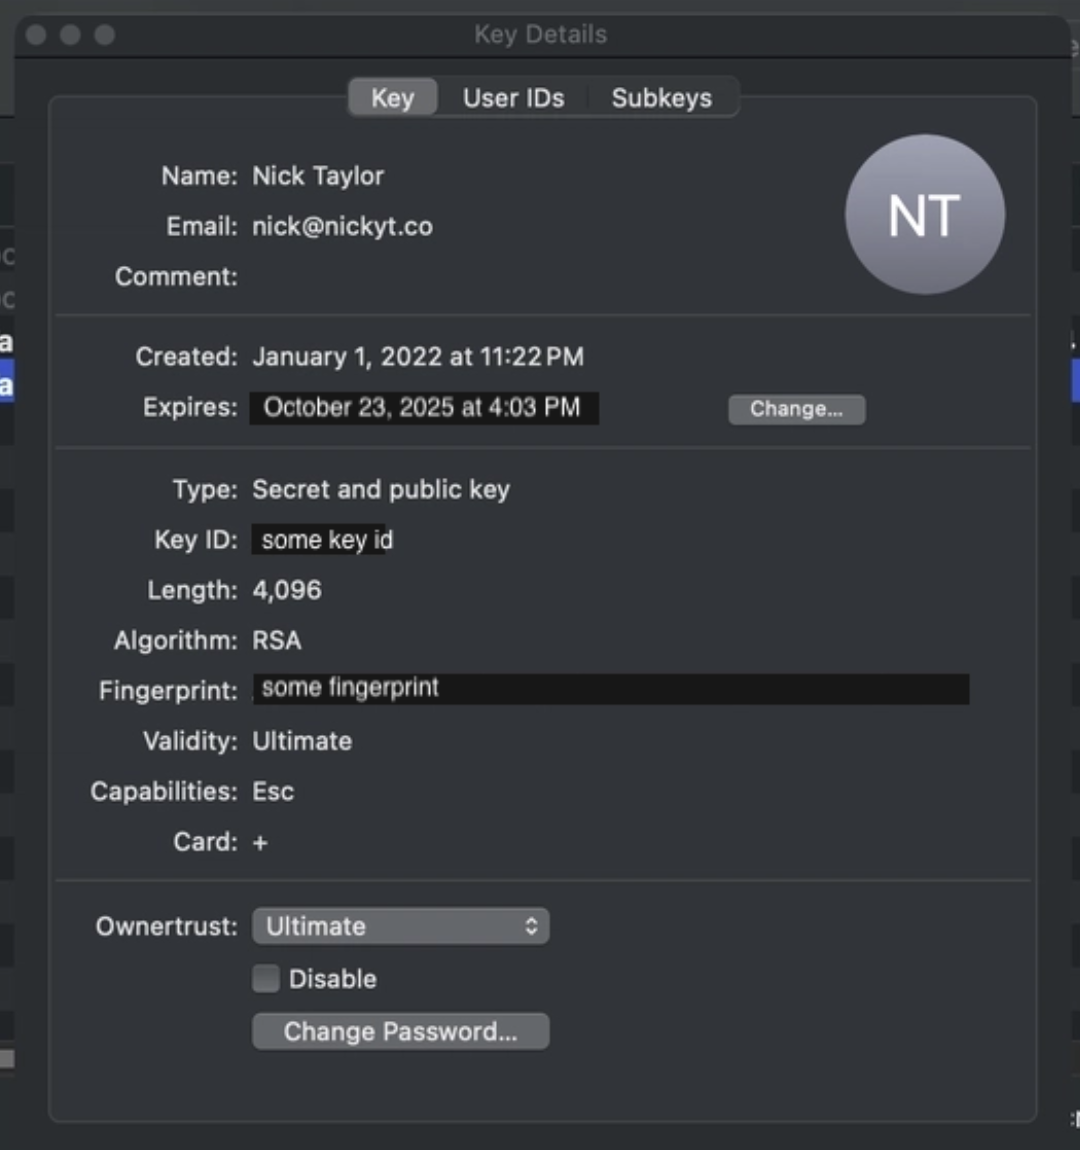 Key Details
Key User IDs Subkeys
Name: Nick Taylor
NT
Email: nick@nickyt.co
Comment:
Created: January 1, 2022 at 11:22 PM
Expires: October 23, 2025 at 4:03 PM Change...
Type: Secret and public key
Key ID: some key id
Length: 4,096
Algorithm: RSA
Fingerprint: some fingerprint
Validity: Ultimate
Capabilities: Esc
Card: +
Ownertrust: Ultimate
Disable
Change Password...